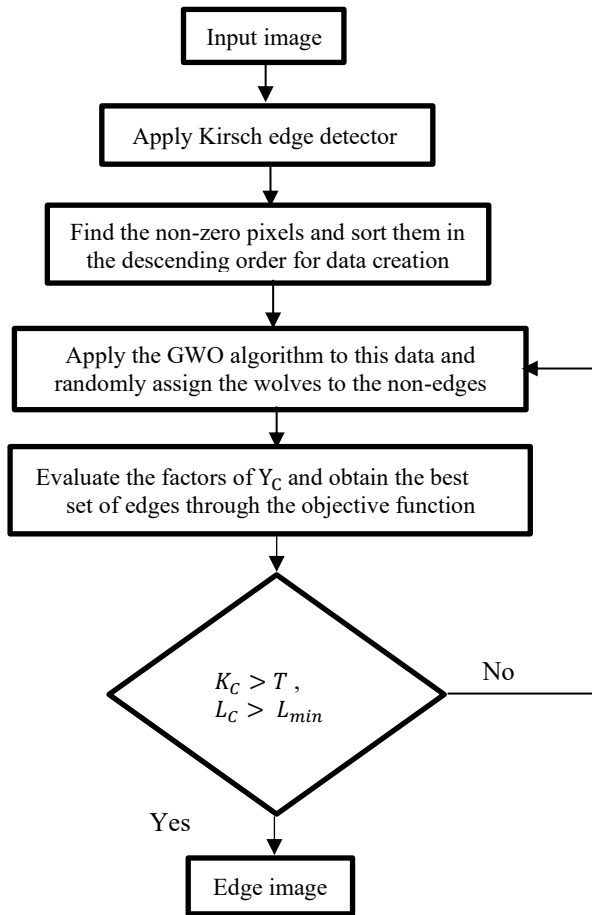 Input image
Apply Kirsch edge detector
Find the non-zero pixels and sort them in
the descending order for data creation
Apply the GWO algorithm to this data and
randomly assign the wolves to the non-edges
Evaluate the factors of Y_C and obtain the best
set of edges through the objective function
K_C > T ,
L_C > L_min
No
Yes
Edge image